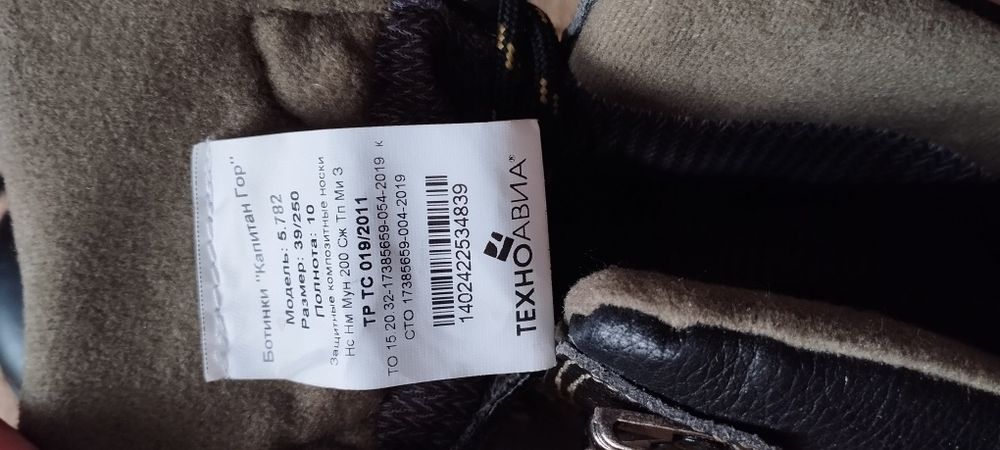 Ботинки "Капитан Гор"
Модель: 5.782
Размер: 39/250
Полнота: 10
Защитные композитные носки
Нс Нм Мун 200 Сж Тп Ми З
ТР ТС 019/2011
ТО 15.20.32-17385659-054-2019 к
СТО 17385659-004-2019
1402422534839
ТЕХНОАВИА®